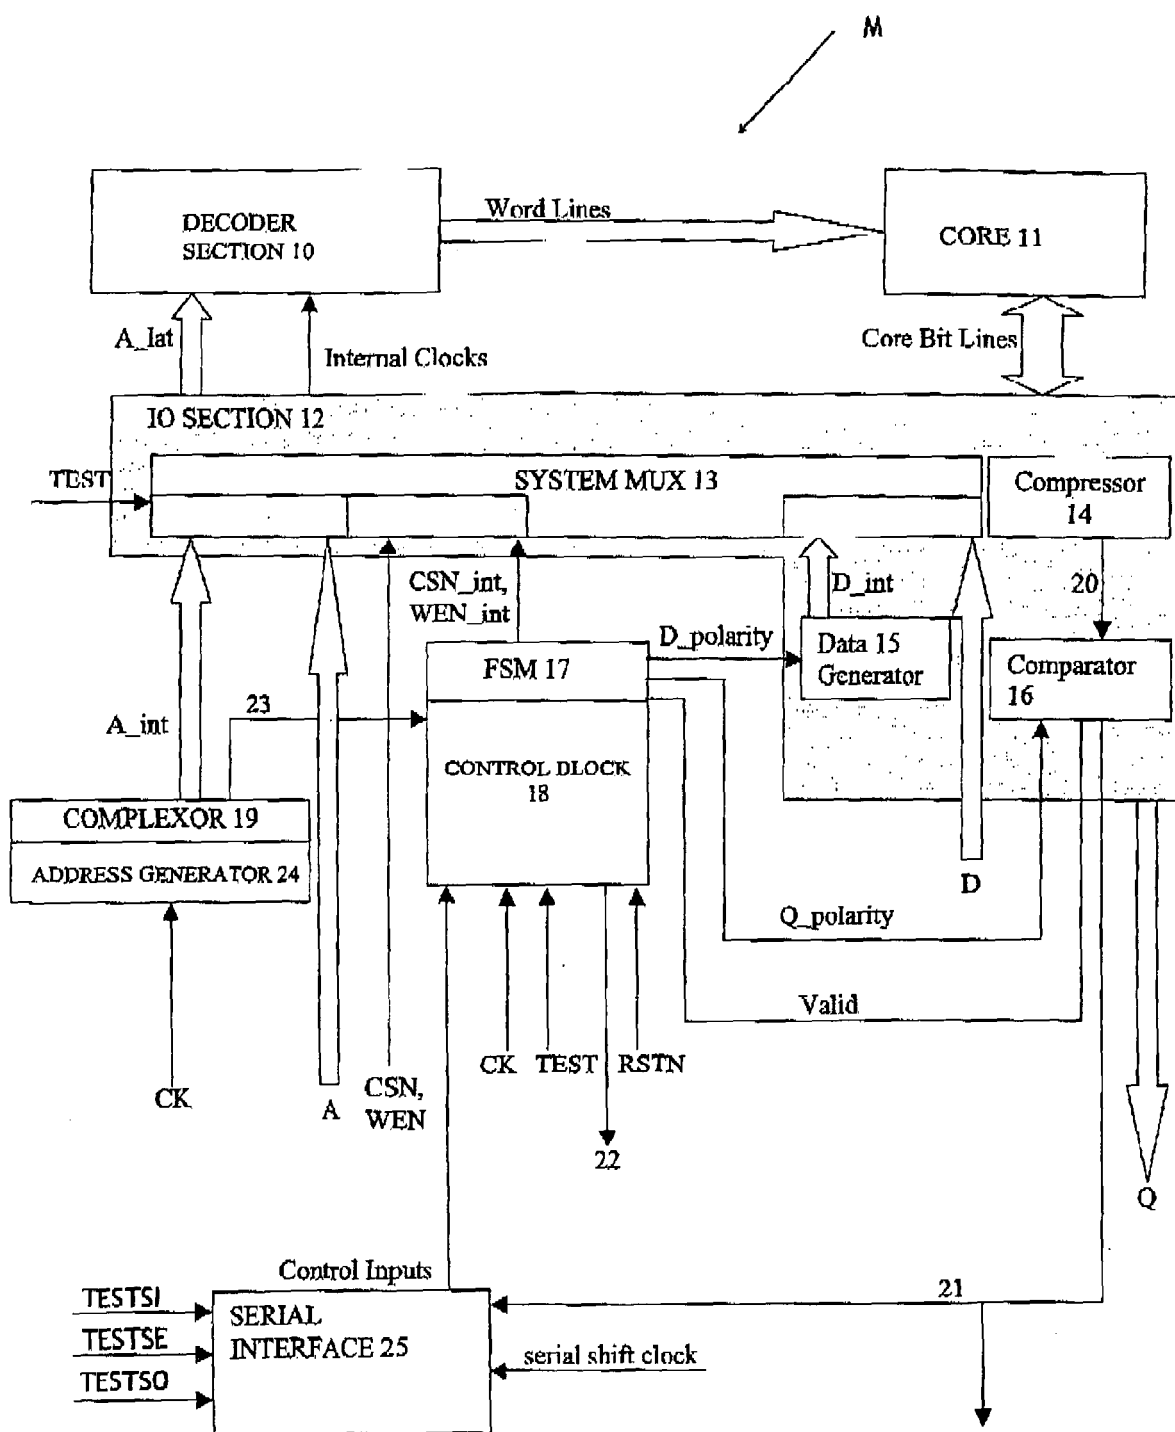 M
DECODER
SECTION 10
Word Lines
CORE 11
A_lat
Internal Clocks
Core Bit Lines
IO SECTION 12
TEST
SYSTEM MUX 13
Compressor
14
CSN_int,
WEN_int
D_int
20
D_polarity
FSM 17
Data 15
Generator
Comparator
16
23
A_int
CONTROL DLOCK
18
COMPLEXOR 19
ADDRESS GENERATOR 24
D
Q_polarity
Valid
CK
A
CSN,
WEN
CK
TEST
RSTN
22
Q
Control Inputs
21
TESTSI
TESTSE
TESTSO
SERIAL
INTERFACE 25
serial shift clock